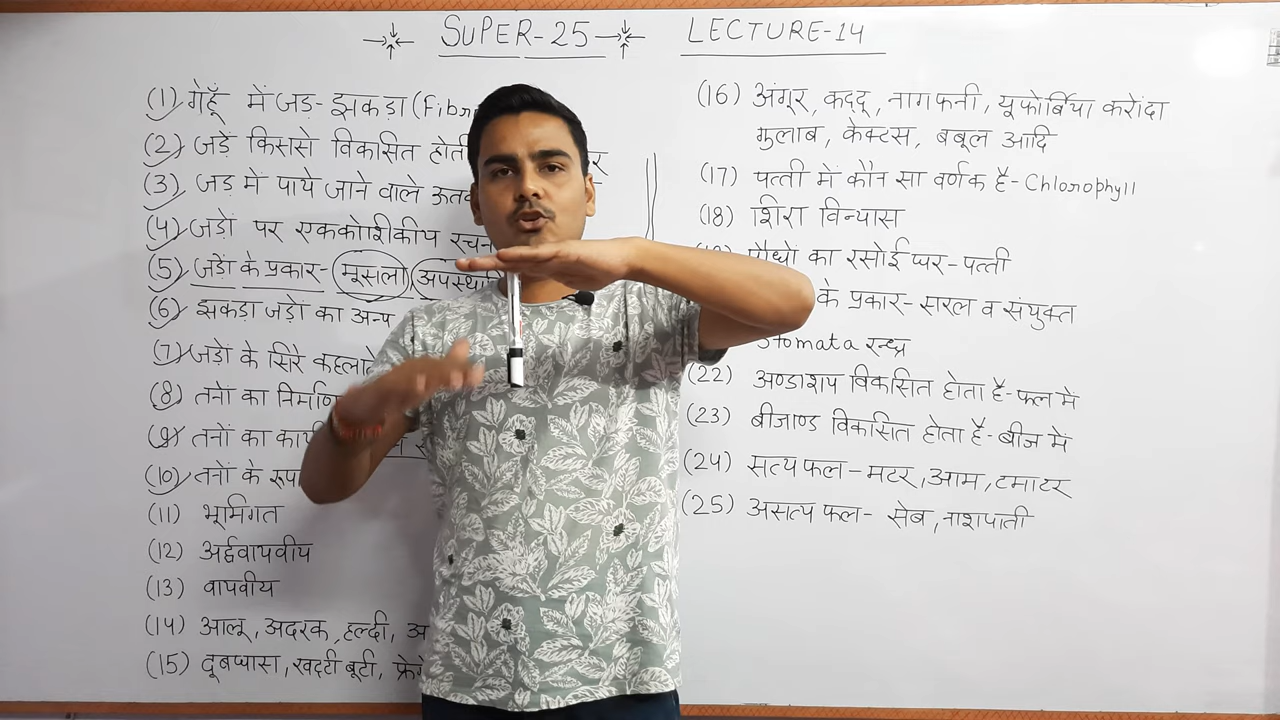 SUPER-25
LECTURE-14
(1) गेहूँ में जड़- झकड़ा (Fibr
(2) जड़ें किससे विकसित होती
(3) जड़ में पाये जाने वाले ऊतक
(4) जड़ों पर एककोशीकीय रचन
(5) जड़ों के प्रकार- मूसाला अपस्था
(6) झकड़ा जड़ों का अन्य
(7) जड़ों के सिरे कहलाते
(8) तनों का निर्माण
(9) तनों का कार्य
(10) तनों के रूपा
(11) भूमिगत
(12) अर्द्धवायवीय
(13) वायवीय
(14) आलू, अदरक, हल्दी, अ
(15) दूबघास, खट्टी बूटी, फ्रे
(16) अंगूर, कद्दू, नागफनी, यूफोर्बिया करोंदा
गुलाब, केक्टस, बबूल आदि
(17) पत्ती में कौन सा वर्णक है- Chlorophyll
(18) शिरा विन्यास
पौधों का रसोई घर- पत्ती
के प्रकार- सरल व संयुक्त
Stomata रन्ध्र
(22) अण्डाशय विकसित होता है- फल में
(23) बीजाण्ड विकसित होता है- बीज में
(24) सत्य फल- मटर, आम, टमाटर
(25) असत्य फल- सेब, नाशपाती